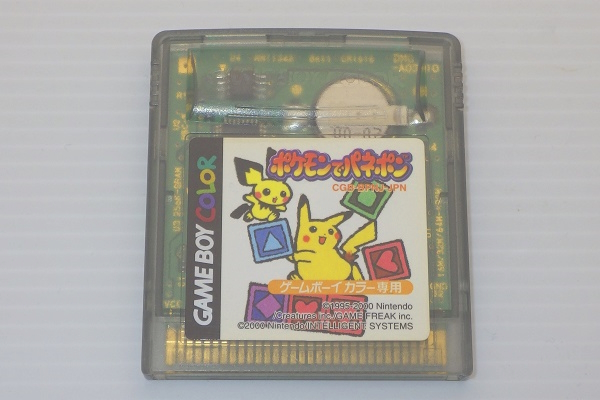 GAME BOY COLOR
ポケモンでパネポン
CGB-BPNJ-JPN
ゲームボーイカラー専用
©1995-2000 Nintendo
/Creatures inc./GAME FREAK inc.
©2000 Nintendo/INTELLIGENT SYSTEMS